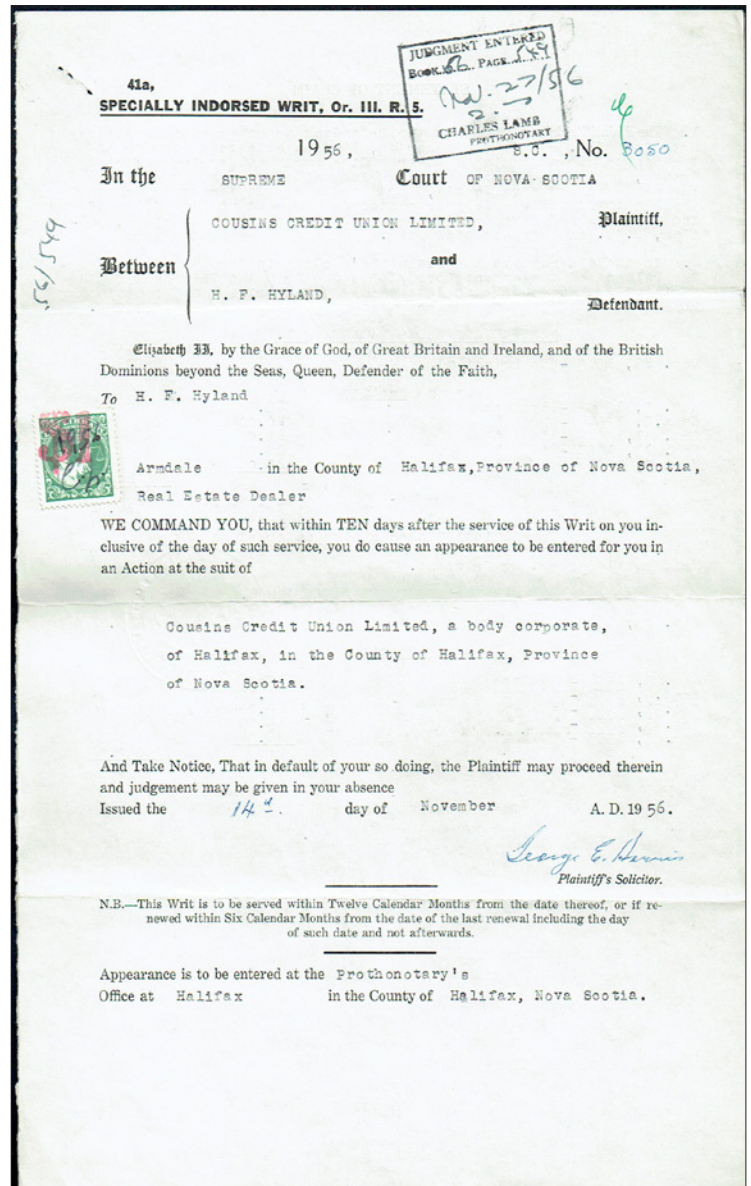 JUDGMENT ENTERED
BOOK 56 PAGE 549
Nov. 27/56
CHARLES LAMB
PROTHONOTARY
41a,
SPECIALLY INDORSED WRIT, Or. III. R. 5.
1956, S.C. , No. 3050
In the SUPREME Court OF NOVA SCOTIA
COUSINS CREDIT UNION LIMITED, Plaintiff,
56/549
Between and
H. F. HYLAND, Defendant.
Elizabeth II, by the Grace of God, of Great Britain and Ireland, and of the British
Dominions beyond the Seas, Queen, Defender of the Faith,
To H. F. Hyland
Armdale in the County of Halifax,Province of Nova Scotia,
Real Estate Dealer
WE COMMAND YOU, that within TEN days after the service of this Writ on you in-
clusive of the day of such service, you do cause an appearance to be entered for you in
an Action at the suit of
Cousins Credit Union Limited, a body corporate,
of Halifax, in the County of Halifax, Province
of Nova Scotia.
And Take Notice, That in default of your so doing, the Plaintiff may proceed therein
and judgement may be given in your absence
Issued the 14th. day of November A. D. 1956.
George E. Harris
Plaintiff's Solicitor.
N.B.—This Writ is to be served within Twelve Calendar Months from the date thereof, or if re-
newed within Six Calendar Months from the date of the last renewal including the day
of such date and not afterwards.
Appearance is to be entered at the Prothonotary's
Office at Halifax in the County of Halifax, Nova Scotia.